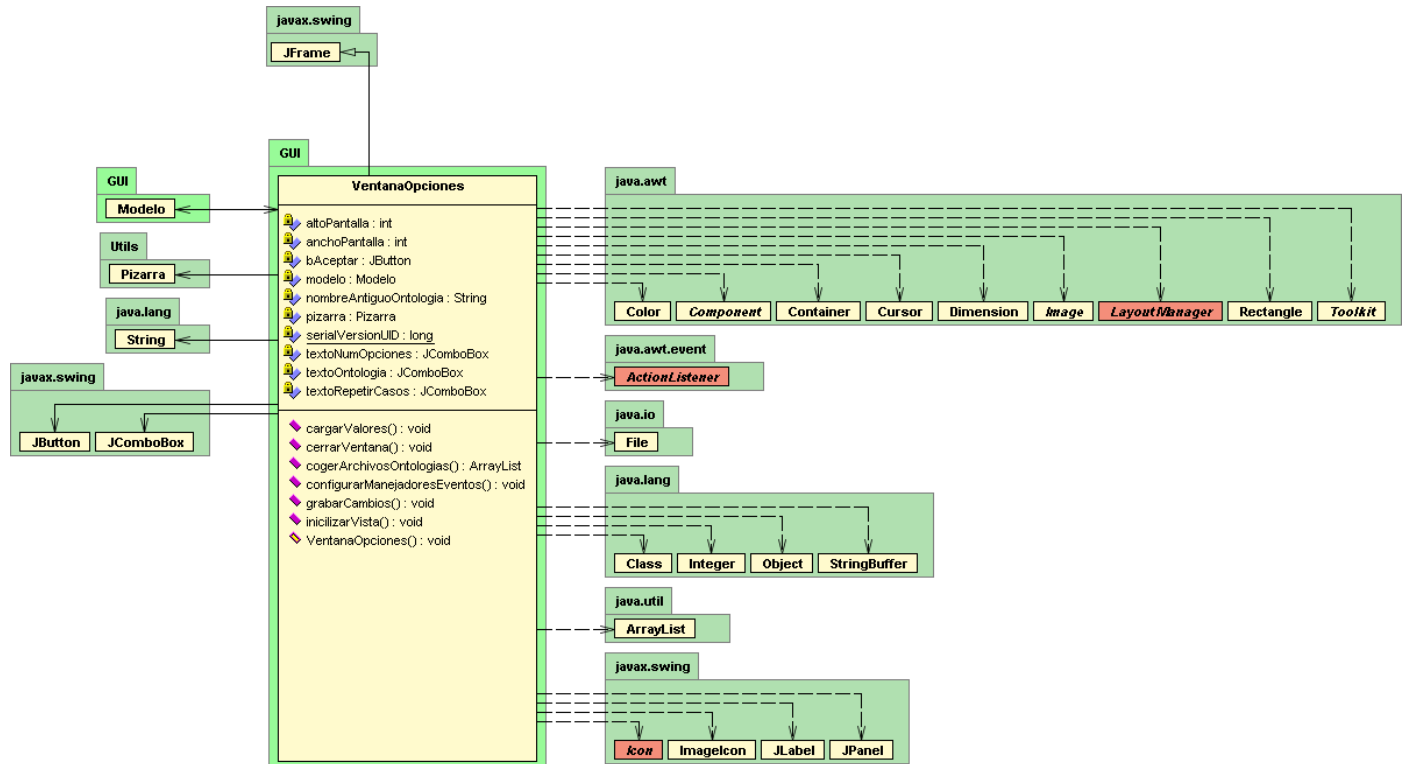 javax.swing
JFrame
GUI
VentanaOpciones
altoPantalla : int
anchoPantalla : int
bAceptar : JButton
modelo : Modelo
nombreAntiguoOntologia : String
pizarra : Pizarra
serialVersionUID : long
textoNumOpciones : JComboBox
textoOntologia : JComboBox
textoRepetirCasos : JComboBox
cargarValores() : void
cerrarVentana() : void
cogerArchivosOntologias() : ArrayList
configurarManejadoresEventos() : void
grabarCambios() : void
inicilizarVista() : void
VentanaOpciones() : void
GUI
Modelo
Utils
Pizarra
java.lang
String
javax.swing
JButton JComboBox
java.awt
Color Component Container Cursor Dimension Image LayoutManager Rectangle Toolkit
java.awt.event
ActionListener
java.io
File
java.lang
Class Integer Object StringBuffer
java.util
ArrayList
javax.swing
Icon ImageIcon JLabel JPanel